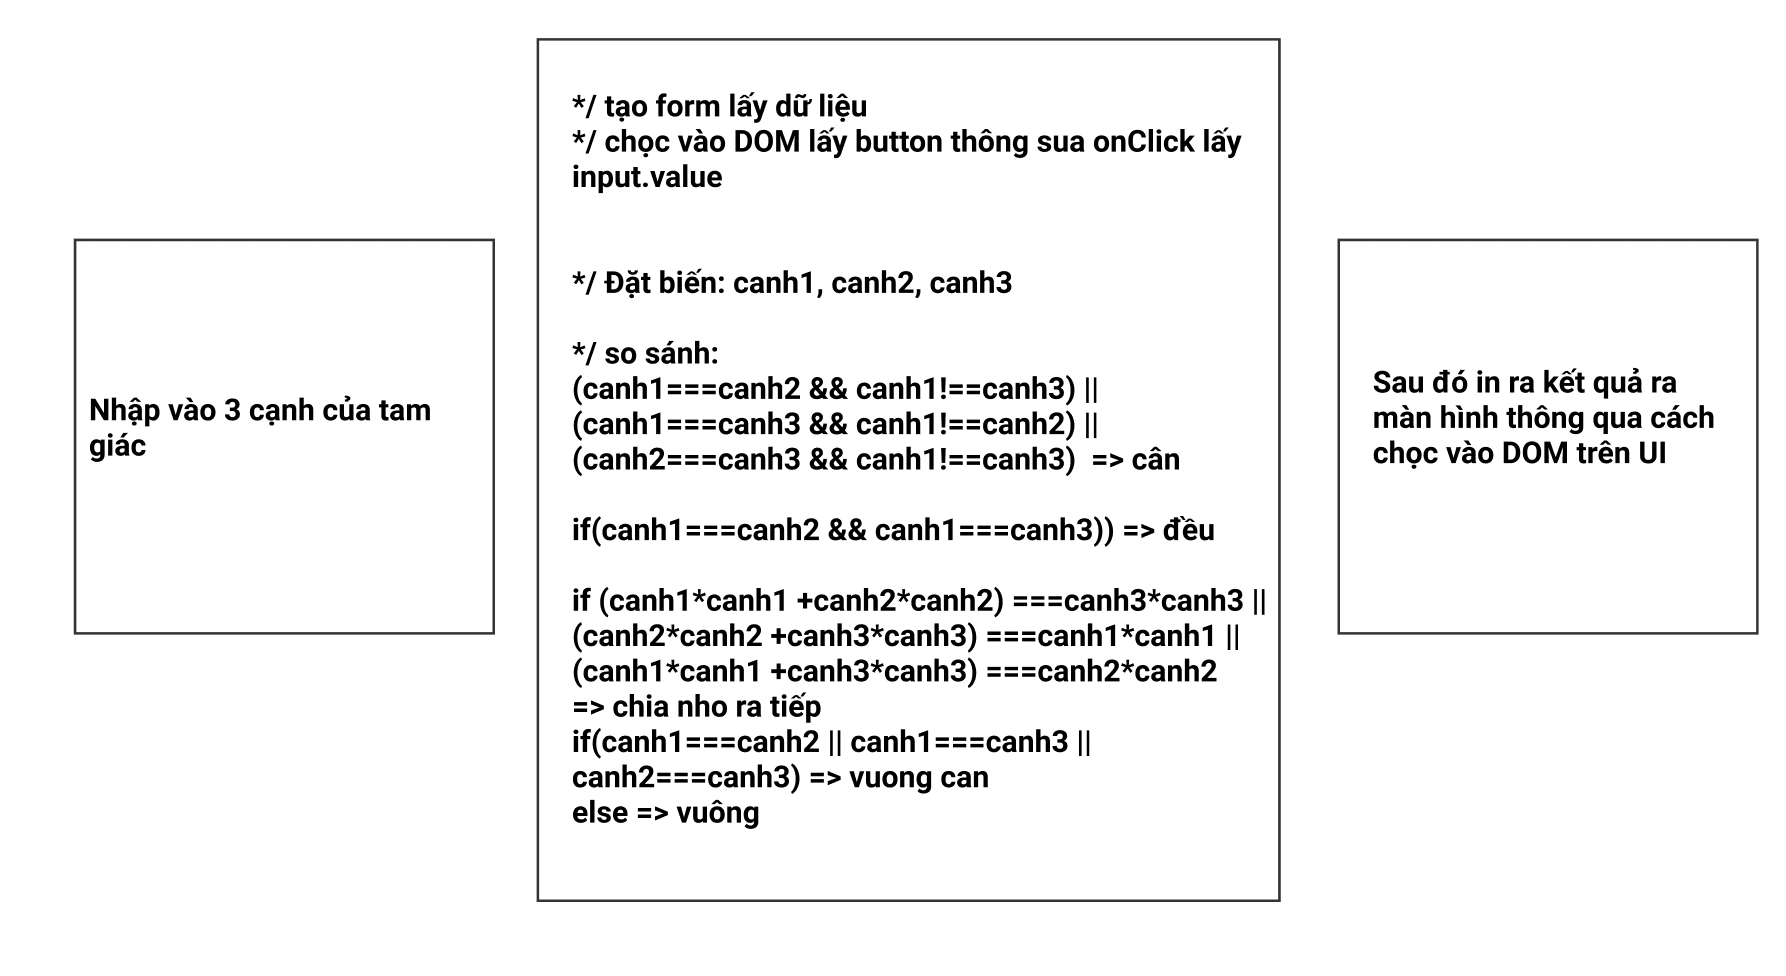 Nhập vào 3 cạnh của tam
giác
*/ tạo form lấy dữ liệu
*/ chọc vào DOM lấy button thông sua onClick lấy
input.value
*/ Đặt biến: canh1, canh2, canh3
*/ so sánh:
(canh1===canh2 && canh1!==canh3) ||
(canh1===canh3 && canh1!==canh2) ||
(canh2===canh3 && canh1!==canh3)  => cân
if(canh1===canh2 && canh1===canh3)) => đều
if (canh1*canh1 +canh2*canh2) ===canh3*canh3 ||
(canh2*canh2 +canh3*canh3) ===canh1*canh1 ||
(canh1*canh1 +canh3*canh3) ===canh2*canh2
=> chia nho ra tiếp
if(canh1===canh2 || canh1===canh3 ||
canh2===canh3) => vuong can
else => vuông
Sau đó in ra kết quả ra
màn hình thông qua cách
chọc vào DOM trên UI